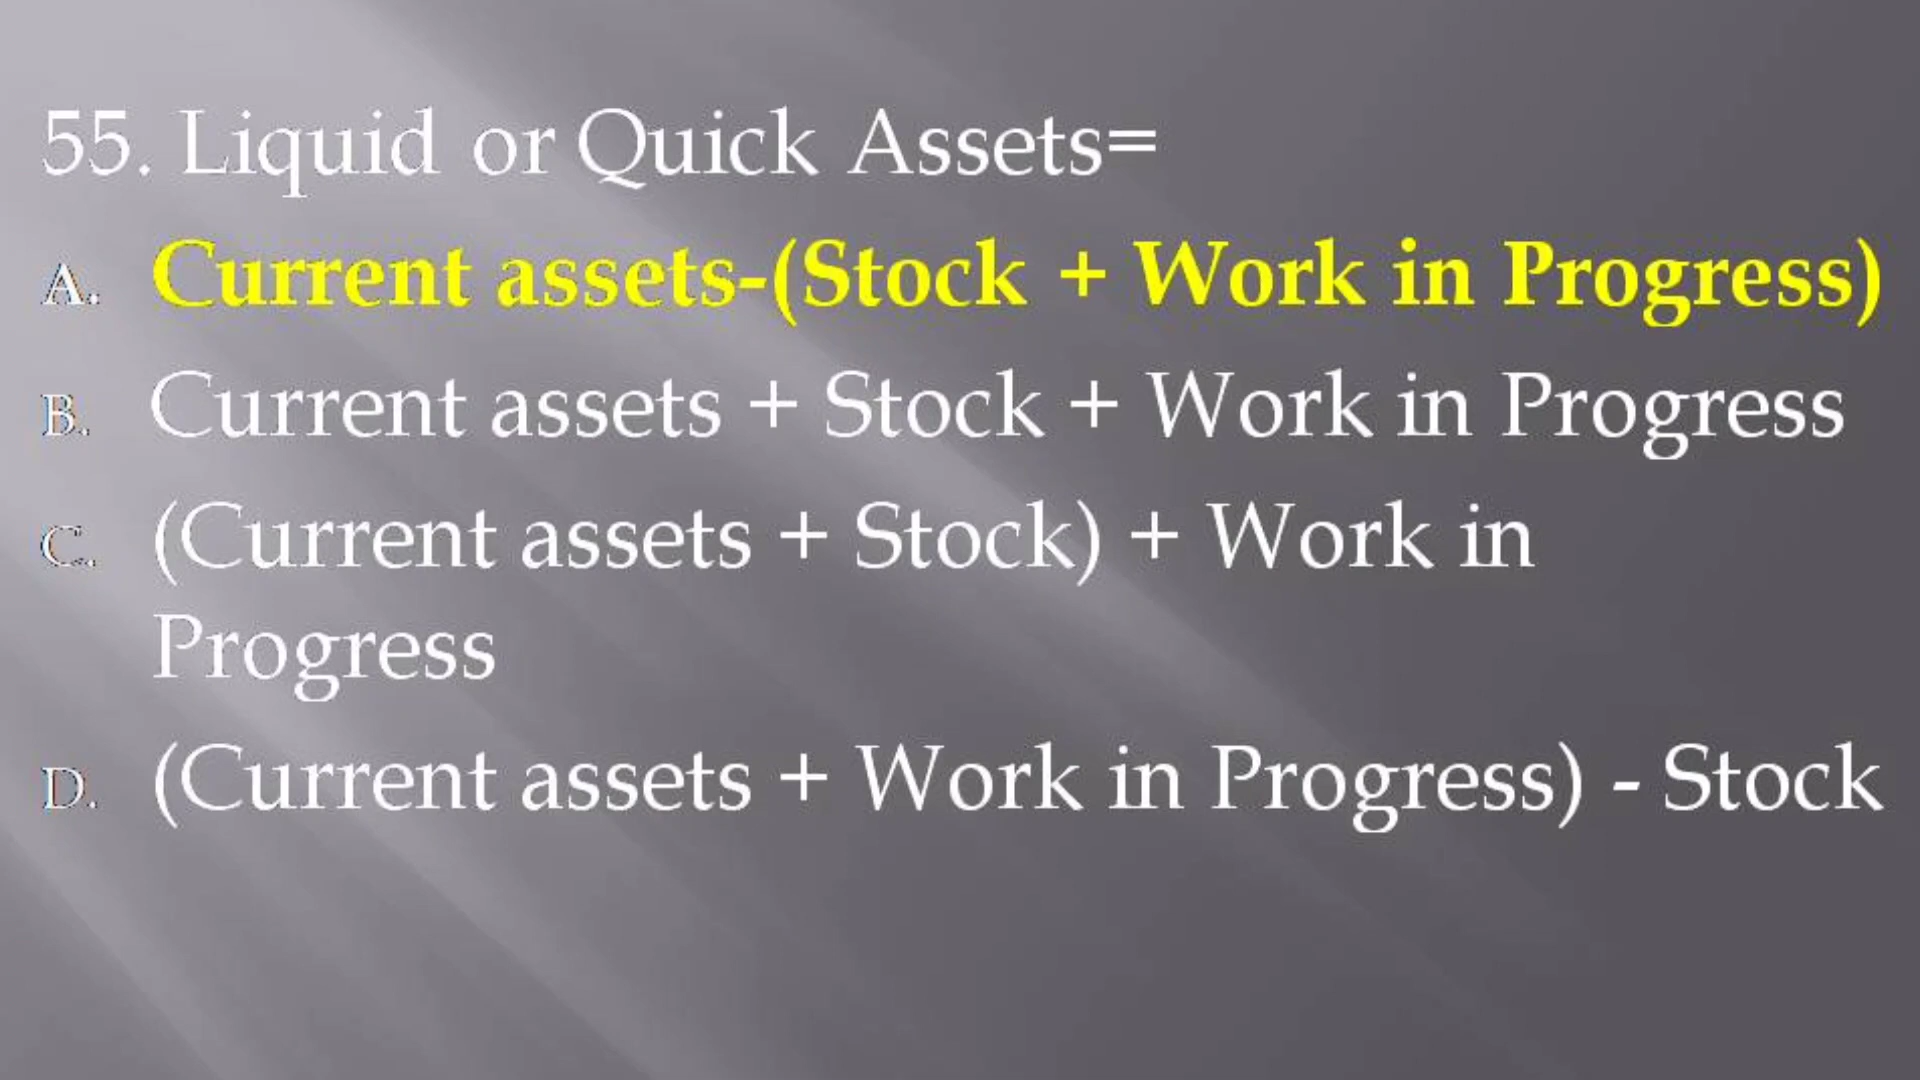 55. Liquid or Quick Assets=
A. Current assets-(Stock + Work in Progress)
B. Current assets + Stock + Work in Progress
C. (Current assets + Stock) + Work in
Progress
D. (Current assets + Work in Progress) - Stock